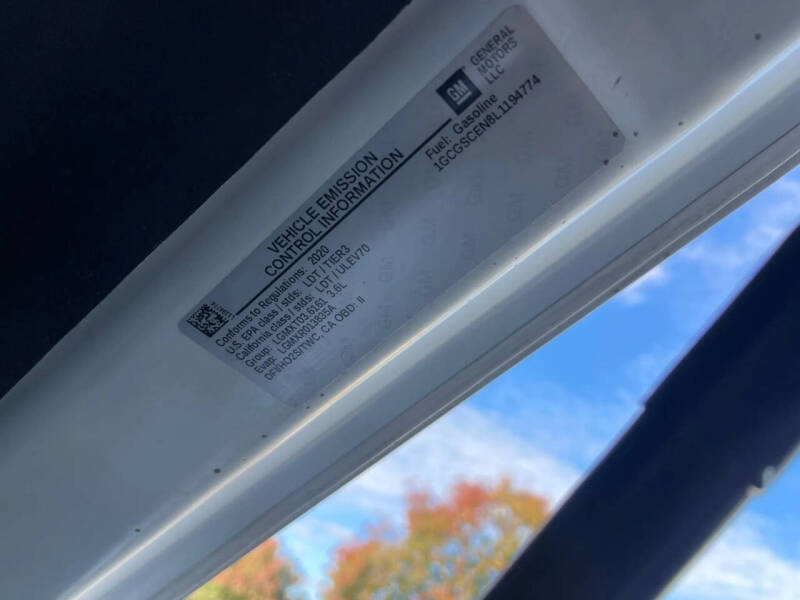 GM
GENERAL
MOTORS
LLC
VEHICLE EMISSION
CONTROL INFORMATION
Fuel: Gasoline
1GCGSCEN8L1194774
Conforms to Regulations: 2020
U.S. EPA class / stds: LDT / TIER3
California class / stds: LDT / ULEV70
Group: LGMXT03.6161 3.6L
Evap: LGMXR013835A
DFI/HO2S/TWC, CA OBD: II